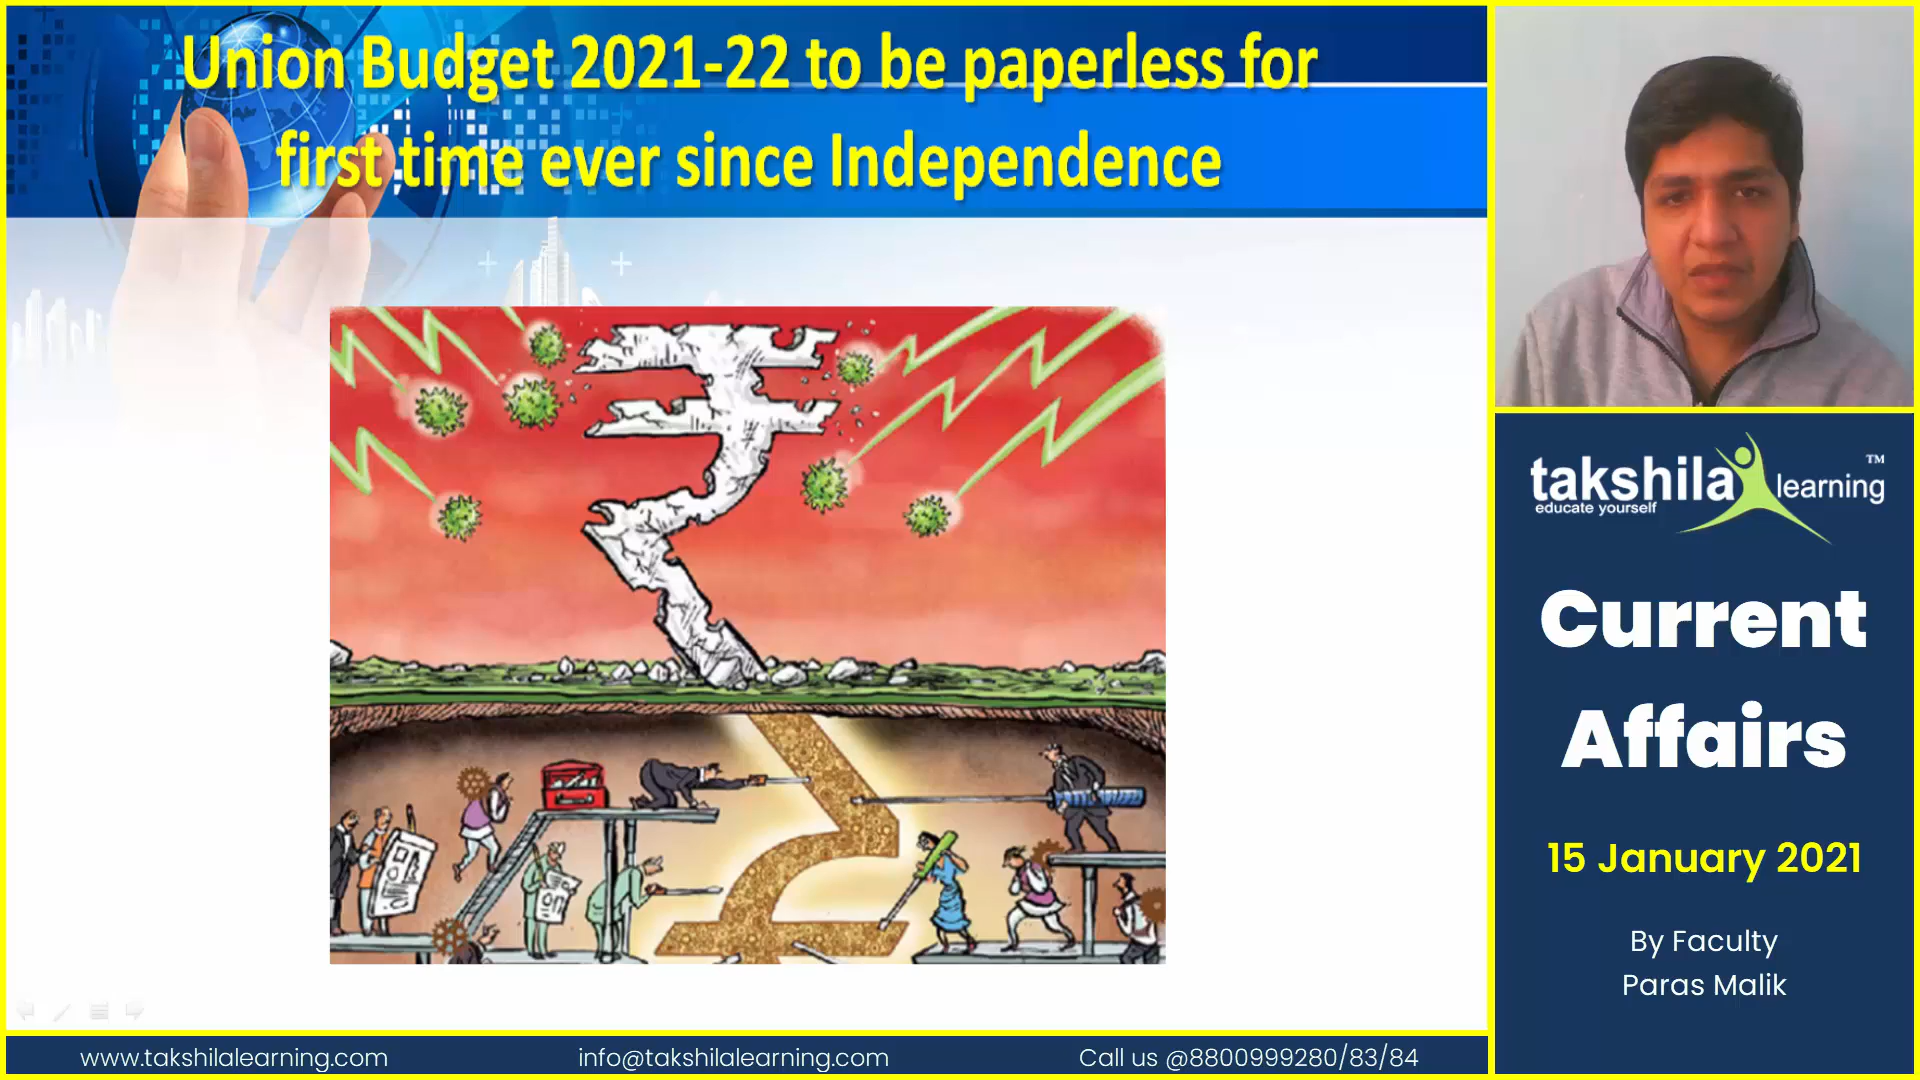 Union Budget 2021-22 to be paperless for
first time ever since Independence
takshila learning TM
educate yourself
Current
Affairs
15 January 2021
By Faculty
Paras Malik
www.takshilalearning.com
info@takshilalearning.com
Call us @8800999280/83/84